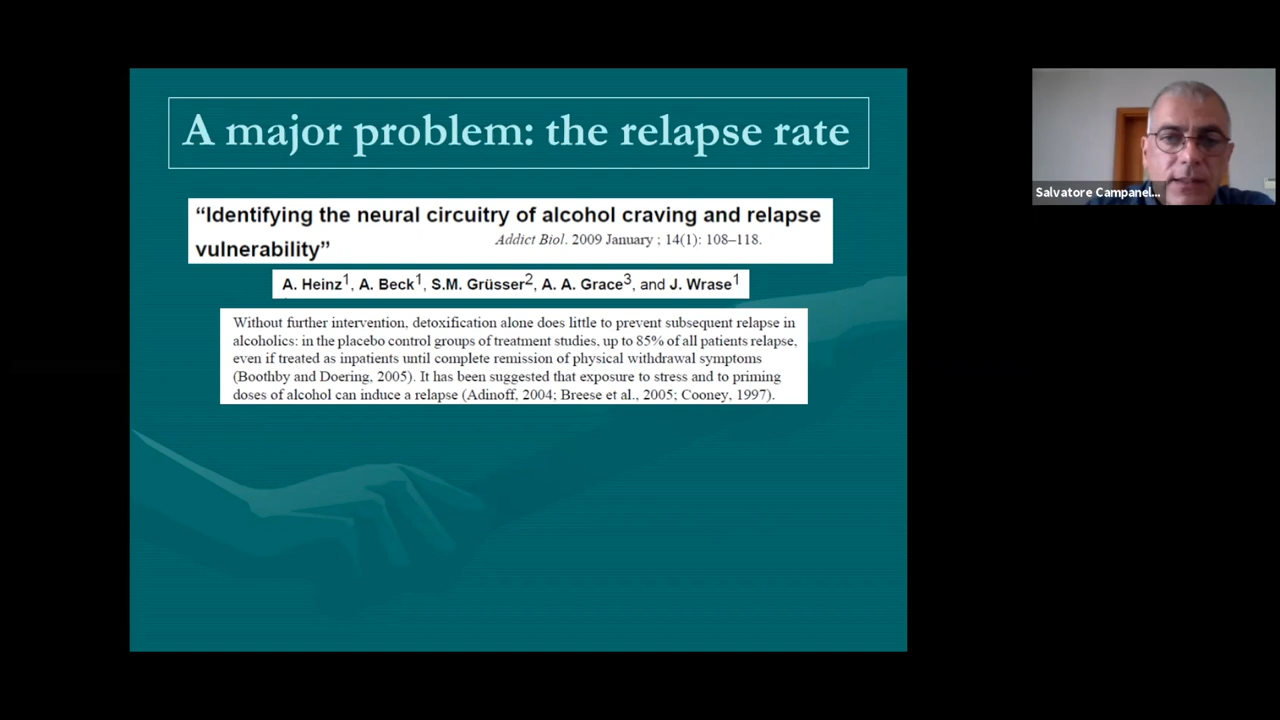 A major problem: the relapse rate
“Identifying the neural circuitry of alcohol craving and relapse
vulnerability”
Addict Biol. 2009 January ; 14(1): 108–118.
A. Heinz1, A. Beck1, S.M. Grüsser2, A. A. Grace3, and J. Wrase1
Without further intervention, detoxification alone does little to prevent subsequent relapse in
alcoholics: in the placebo control groups of treatment studies, up to 85% of all patients relapse,
even if treated as inpatients until complete remission of physical withdrawal symptoms
(Boothby and Doering, 2005). It has been suggested that exposure to stress and to priming
doses of alcohol can induce a relapse (Adinoff, 2004; Breese et al., 2005; Cooney, 1997).
Salvatore Campanel...